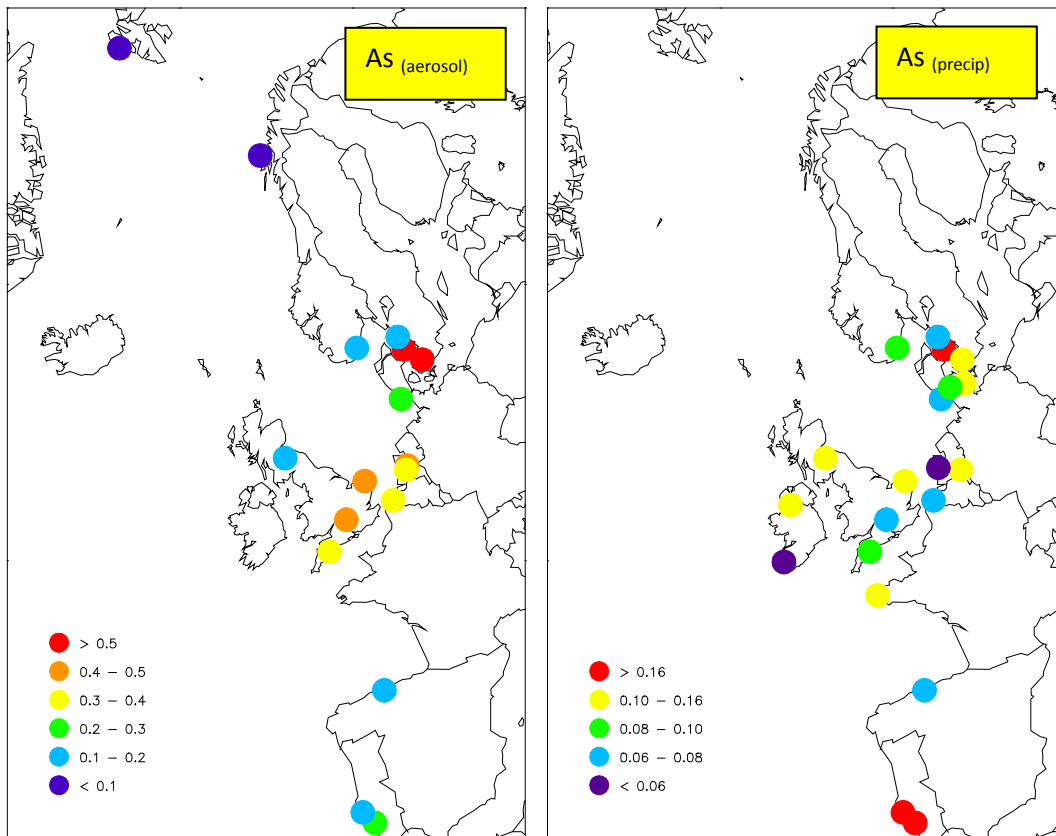 As (aerosol)
> 0.5
0.4 – 0.5
0.3 – 0.4
0.2 – 0.3
0.1 – 0.2
< 0.1
As (precip)
> 0.16
0.10 – 0.16
0.08 – 0.10
0.06 – 0.08
< 0.06